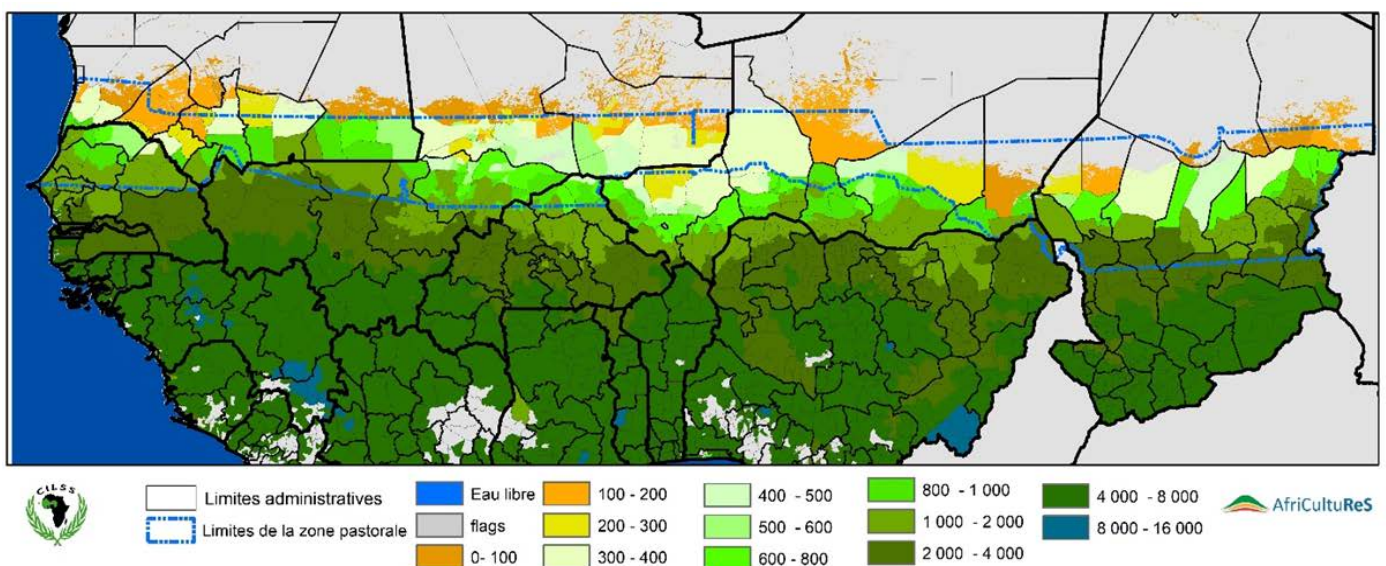 CILSS
Limites administratives
Limites de la zone pastorale
Eau libre
flags
0- 100
100 - 200
200 - 300
300 - 400
400 - 500
500 - 600
600 - 800
800 - 1 000
1 000 - 2 000
2 000 - 4 000
4 000 - 8 000
8 000 - 16 000
AfriCultuReS